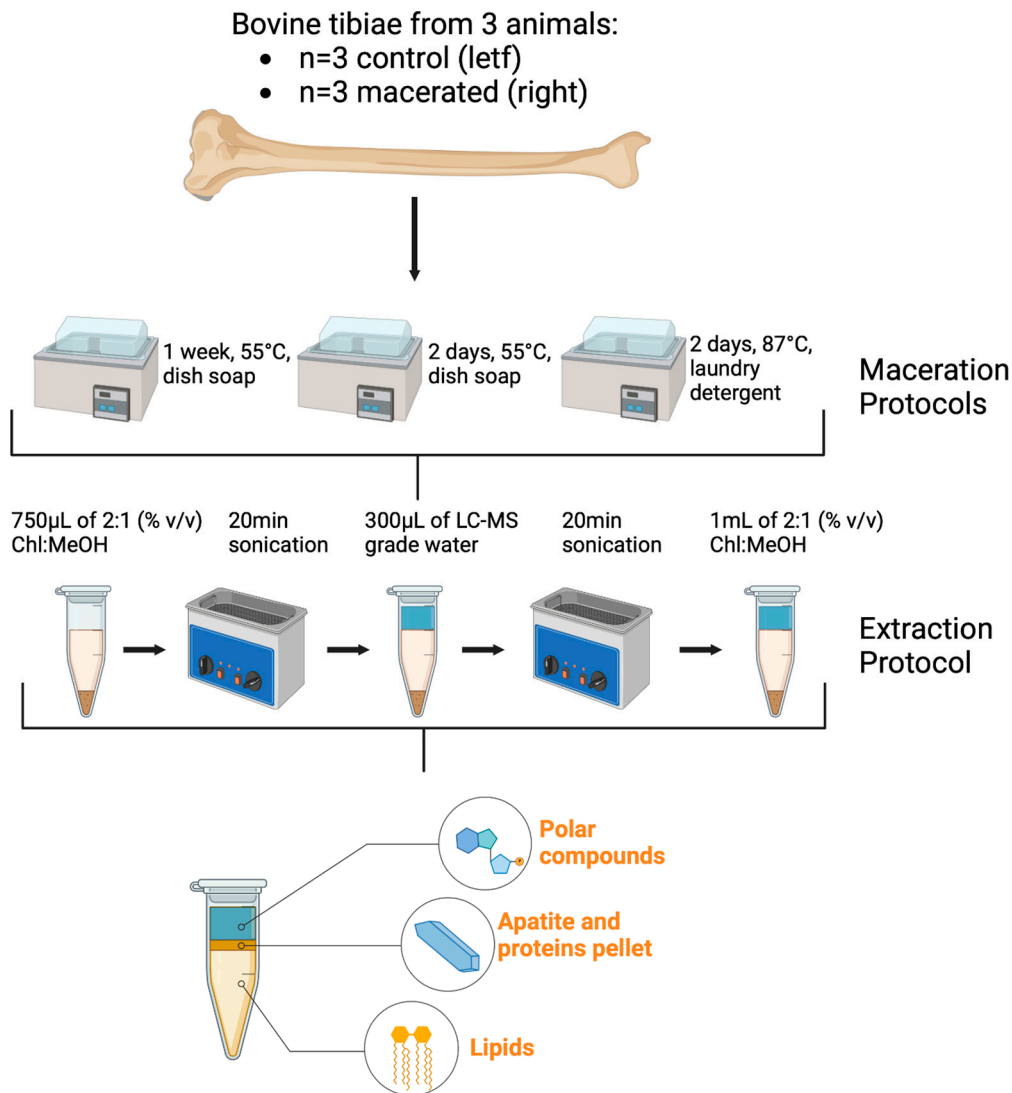 Bovine tibiae from 3 animals:
• n=3 control (letf)
• n=3 macerated (right)
1 week, 55°C,
dish soap
2 days, 55°C,
dish soap
2 days, 87°C,
laundry
detergent
Maceration
Protocols
750µL of 2:1 (% v/v)
Chl:MeOH
20min
sonication
300µL of LC-MS
grade water
20min
sonication
1mL of 2:1 (% v/v)
Chl:MeOH
Extraction
Protocol
Polar
compounds
Apatite and
proteins pellet
Lipids